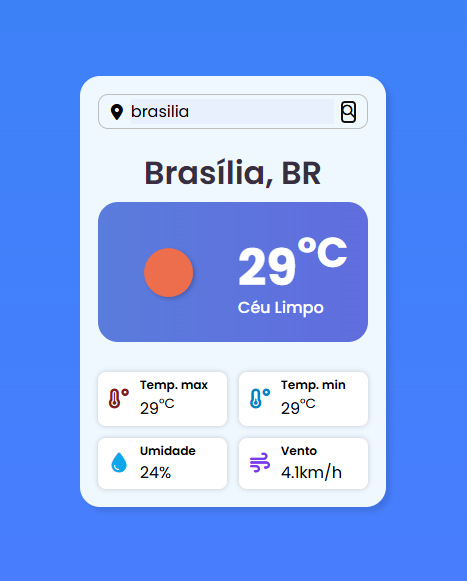 brasilia
Brasília, BR
29°C
Céu Limpo
Temp. max
29°C
Temp. min
29°C
Umidade
24%
Vento
4.1km/h